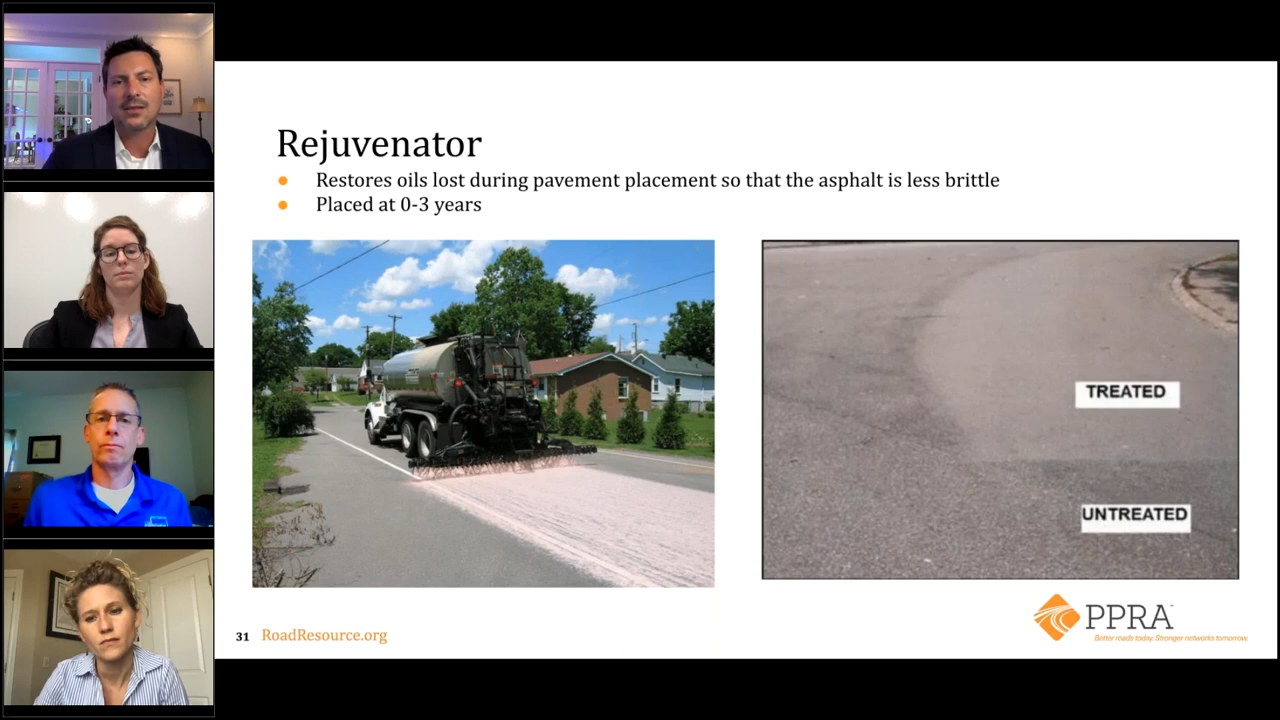 Rejuvenator
Restores oils lost during pavement placement so that the asphalt is less brittle
Placed at 0-3 years
TREATED
UNTREATED
31 RoadResource.org
PPRA
Better roads today. Stronger networks tomorrow.